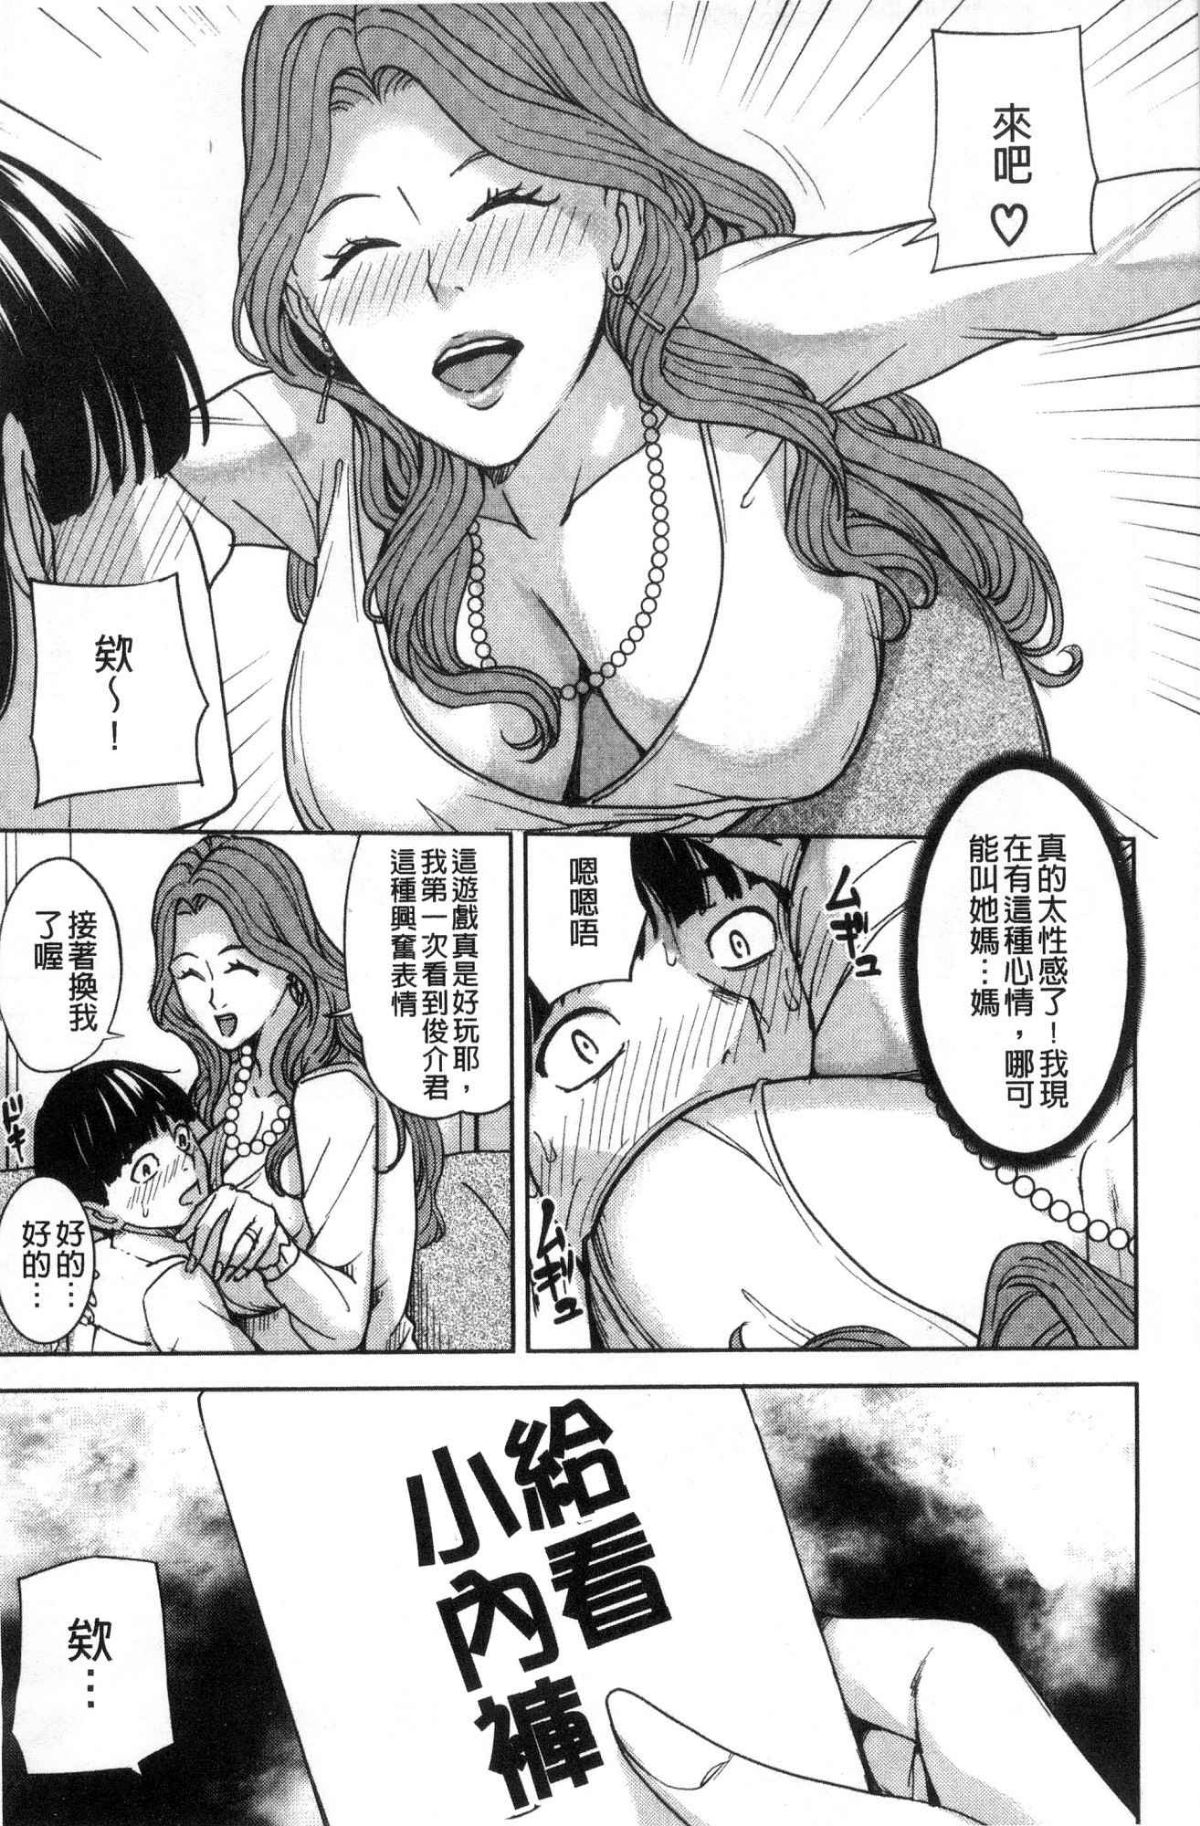 來吧♡
欸～！
真的太性感了！我現
在有這種心情，哪可
能叫她媽…媽
ムギュ
嗯嗯唔
ムギュ
這遊戲真是好玩耶，
我第一次看到俊介君
這種興奮表情
接著換我
了喔
ドキ
好的…
好的…
給看
小內褲
欸…